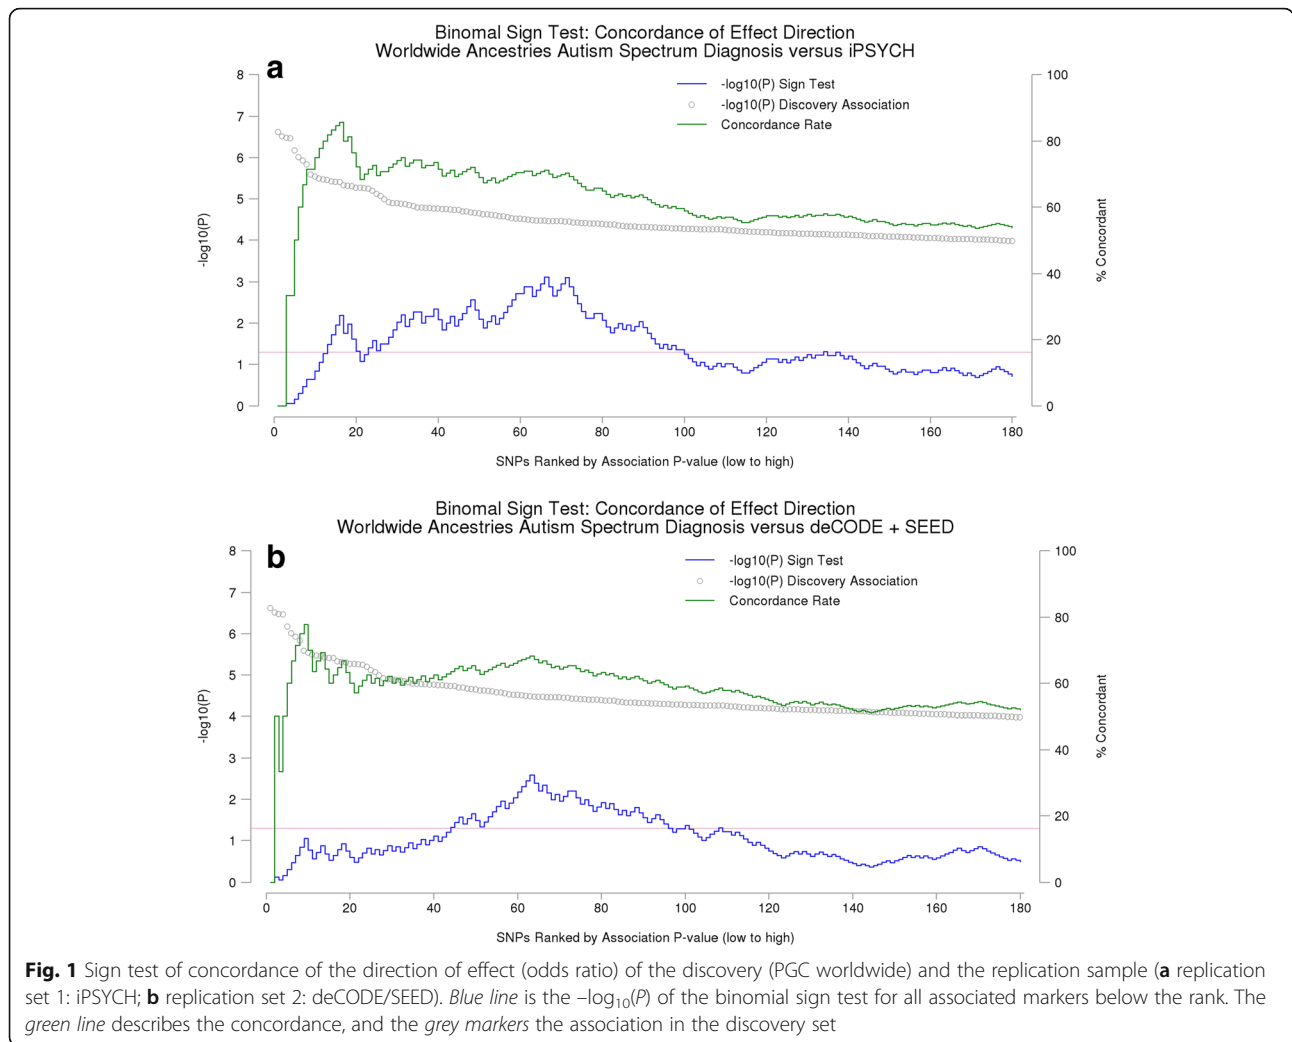 Binomal Sign Test: Concordance of Effect Direction
Worldwide Ancestries Autism Spectrum Diagnosis versus iPSYCH
a
-log10(P) Sign Test
-log10(P) Discovery Association
Concordance Rate
8
7
6
5
4
3
2
1
0
-log10(P)
100
80
60
40
20
0
% Concordant
0 20 40 60 80 100 120 140 160 180
SNPs Ranked by Association P-value (low to high)
Binomal Sign Test: Concordance of Effect Direction
Worldwide Ancestries Autism Spectrum Diagnosis versus deCODE + SEED
b
-log10(P) Sign Test
-log10(P) Discovery Association
Concordance Rate
8
7
6
5
4
3
2
1
0
-log10(P)
100
80
60
40
20
0
% Concordant
0 20 40 60 80 100 120 140 160 180
SNPs Ranked by Association P-value (low to high)
Fig. 1 Sign test of concordance of the direction of effect (odds ratio) of the discovery (PGC worldwide) and the replication sample (a replication
set 1: iPSYCH; b replication set 2: deCODE/SEED). Blue line is the –log10(P) of the binomial sign test for all associated markers below the rank. The
green line describes the concordance, and the grey markers the association in the discovery set